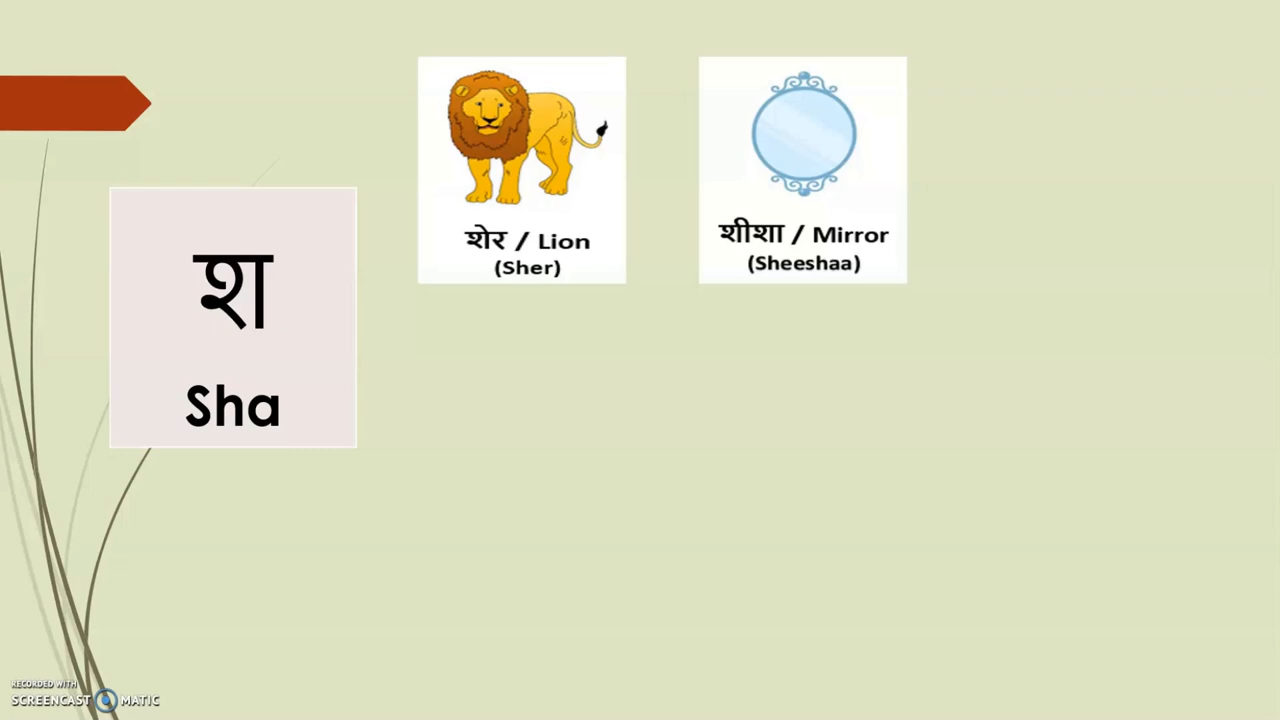 श
Sha
शेर / Lion
(Sher)
शीशा / Mirror
(Sheeshaa)
RECORDED WITH
SCREENCAST MATIC